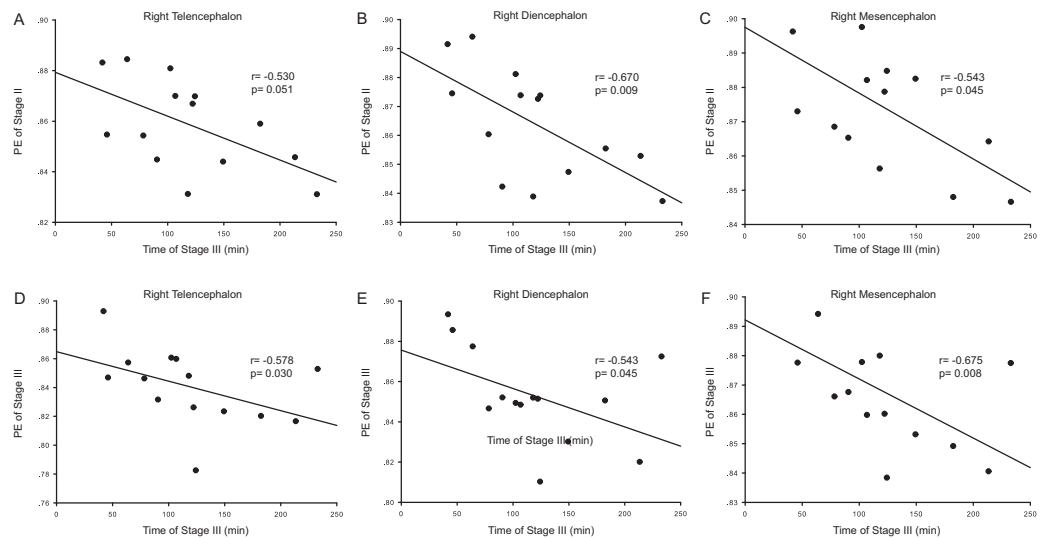 A
Right Telencephalon
.90
.88
.86
.84
.82
PE of Stage II
r= -0.530
p= 0.051
0 50 100 150 200 250
Time of Stage III (min)
B
Right Diencephalon
.90
.89
.88
.87
.86
.85
.84
.83
PE of Stage II
r= -0.670
p= 0.009
0 50 100 150 200 250
Time of Stage III (min)
C
Right Mesencephalon
.90
.89
.88
.87
.86
.85
.84
PE of Stage II
r= -0.543
p= 0.045
0 50 100 150 200 250
Time of Stage III (min)
D
Right Telencephalon
.90
.86
.84
.82
.78
.76
PE of Stage III
r= -0.578
p= 0.030
0 50 100 150 200 250
Time of Stage III (min)
E
Right Diencephalon
.90
.88
.86
.84
.82
.80
PE of Stage III
r= -0.543
p= 0.045
Time of Stage III (min)
0 50 100 150 200 250
Time of Stage III (min)
F
Right Mesencephalon
.90
.89
.88
.87
.86
.85
.84
.83
PE of Stage III
r= -0.675
p= 0.008
0 50 100 150 200 250
Time of Stage III (min)